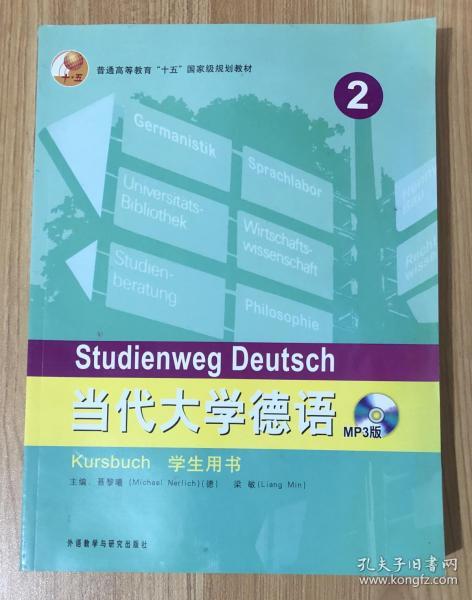 十·五
普通高等教育“十五”国家级规划教材
2
Germanistik
Sprachlabor
Universitäts-
Bibliothek
Wirtschafts-
wissenschaft
Studien-
beratung
Philosophie
Studienweg Deutsch
当代大学德语
MP3版
Kursbuch 学生用书
主编：聂黎曦 (Michael Nerlich)(德) 梁敏 (Liang Min)
外语教学与研究出版社
孔夫子旧书网
kongfz.com